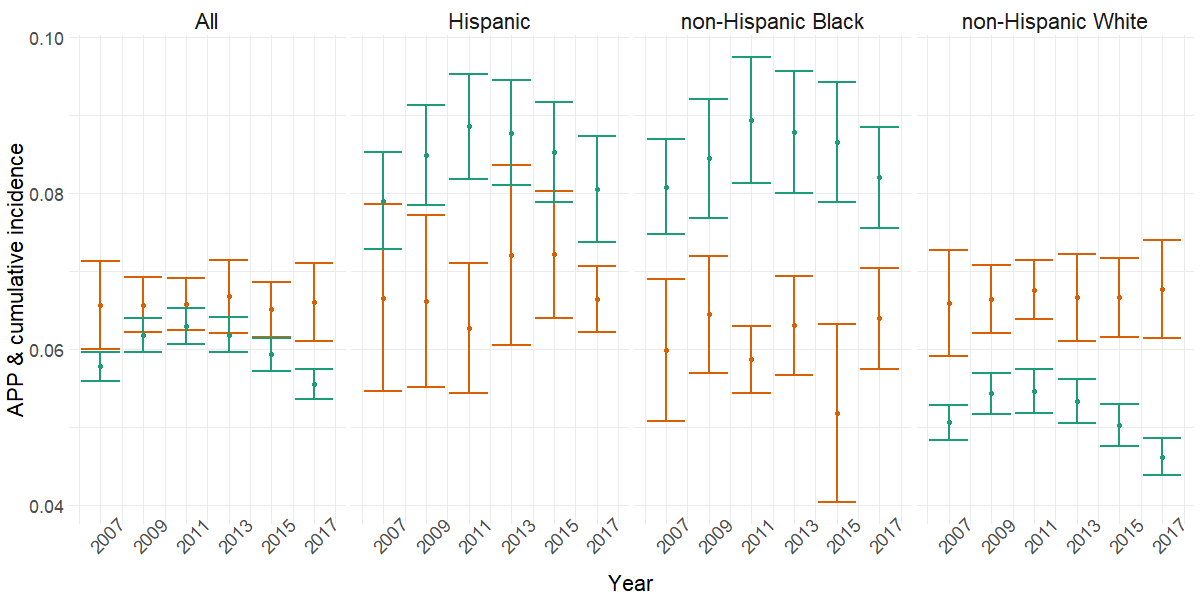 All Hispanic non-Hispanic Black non-Hispanic White
0.10
0.08
0.06
0.04
APP & cumulative incidence
2007 2009 2011 2013 2015 2017 2007 2009 2011 2013 2015 2017 2007 2009 2011 2013 2015 2017 2007 2009 2011 2013 2015 2017
Year